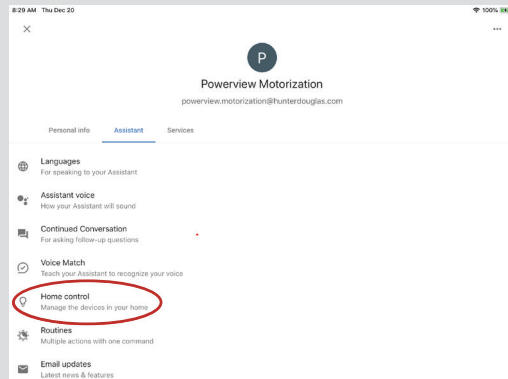 8:29 AM Thu Dec 20
100%
P
Powerview Motorization
powerview.motorization@hunterdouglas.com
Personal info Assistant Services
Languages
For speaking to your Assistant
Assistant voice
How your Assistant will sound
Continued Conversation
For asking follow-up questions
Voice Match
Teach your Assistant to recognize your voice
Home control
Manage the devices in your home
Routines
Multiple actions with one command
Email updates
Latest news & features